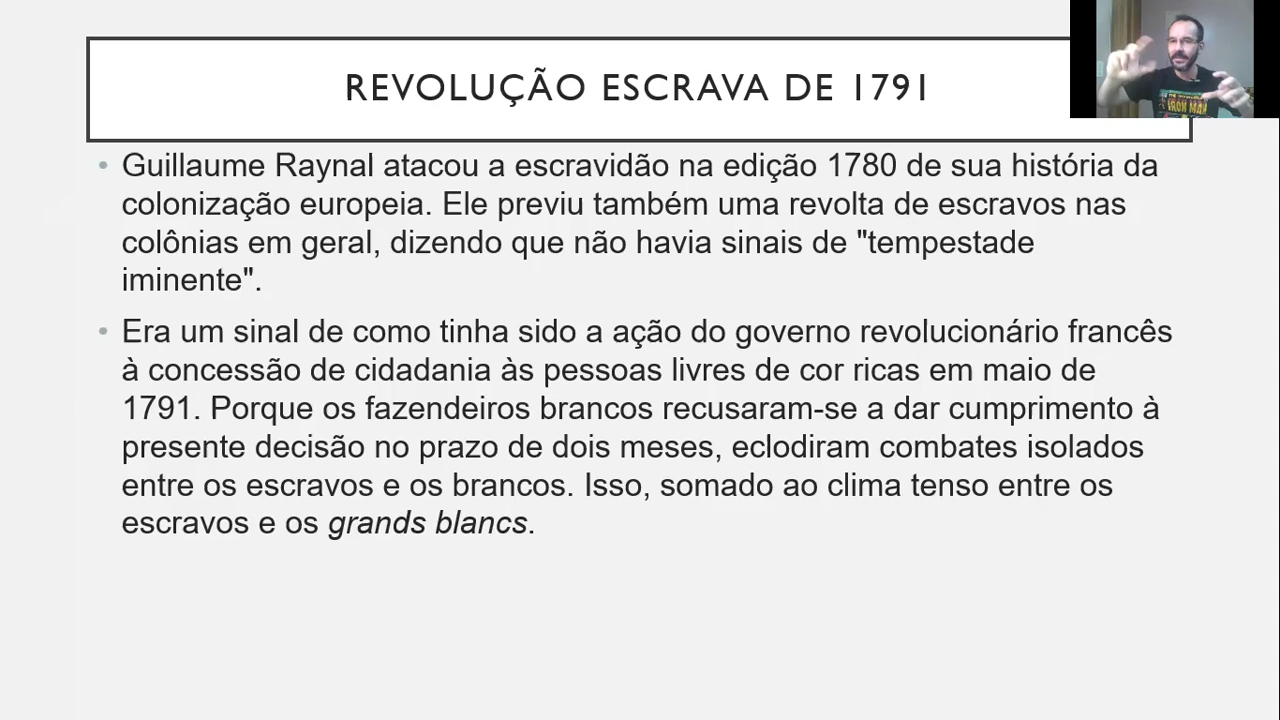 REVOLUÇÃO ESCRAVA DE 1791
• Guillaume Raynal atacou a escravidão na edição 1780 de sua história da
colonização europeia. Ele previu também uma revolta de escravos nas
colônias em geral, dizendo que não havia sinais de "tempestade
iminente".
• Era um sinal de como tinha sido a ação do governo revolucionário francês
à concessão de cidadania às pessoas livres de cor ricas em maio de
1791. Porque os fazendeiros brancos recusaram-se a dar cumprimento à
presente decisão no prazo de dois meses, eclodiram combates isolados
entre os escravos e os brancos. Isso, somado ao clima tenso entre os
escravos e os grands blancs.
IRON MAN